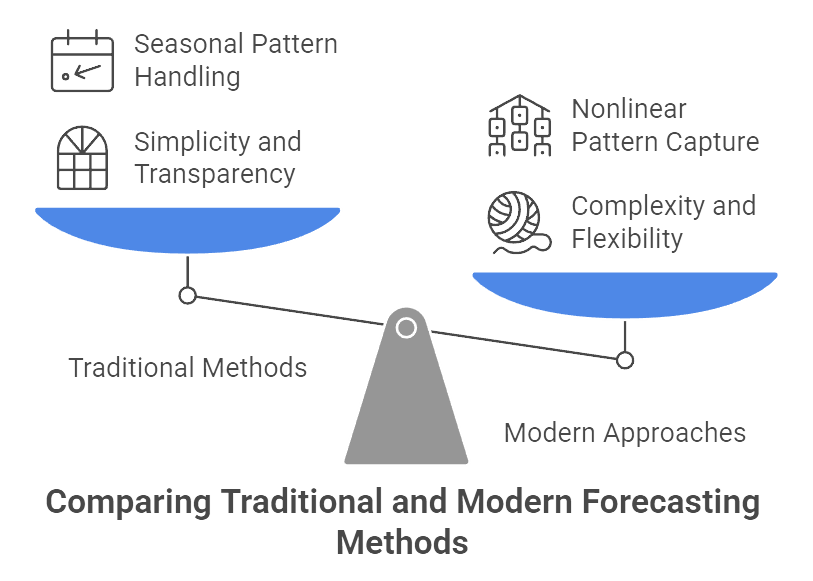 Seasonal Pattern
Handling
Simplicity and
Transparency
Nonlinear
Pattern Capture
Complexity and
Flexibility
Traditional Methods
Modern Approaches
Comparing Traditional and Modern Forecasting
Methods